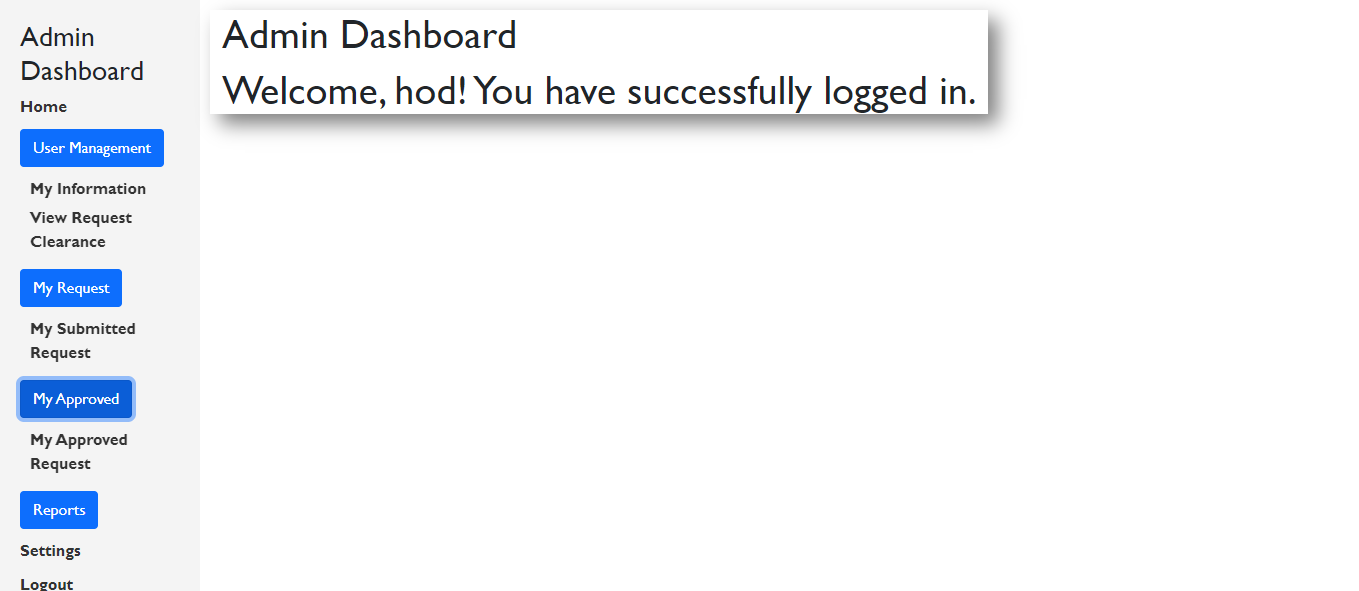 Admin
Dashboard
Home
User Management
My Information
View Request
Clearance
My Request
My Submitted
Request
My Approved
My Approved
Request
Reports
Settings
Logout
Admin Dashboard
Welcome, hod! You have successfully logged in.